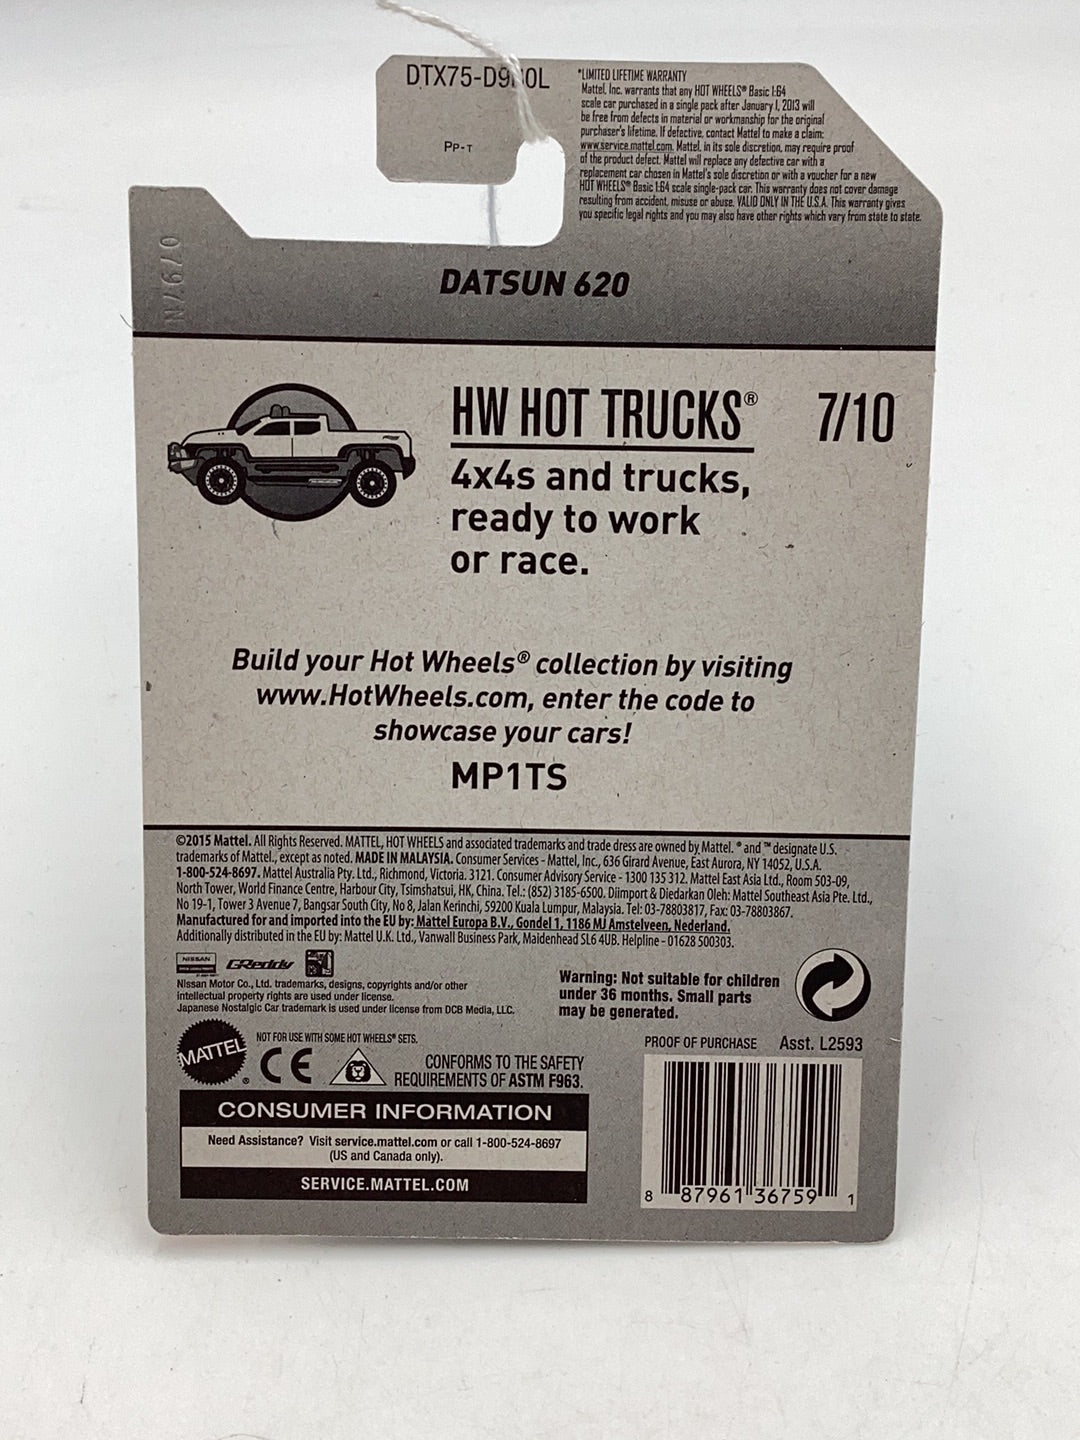 DTX75-D9
0L
PP-T
*LIMITED LIFETIME WARRANTY
Mattel, Inc. warrants that any HOT WHEELS® Basic 1:64
scale car purchased in a single pack after January 1, 2013 will
be free from defects in material or workmanship for the original
purchaser's lifetime. If defective, contact Mattel to make a claim:
www.service.mattel.com. Mattel, in its sole discretion, may require proof
of the product defect. Mattel will replace any defective car with a
replacement car chosen in Mattel's sole discretion or with a voucher for a new
HOT WHEELS® Basic 1:64 scale single-pack car. This warranty does not cover damage
resulting from accident, misuse or abuse. VALID ONLY IN THE U.S.A. This warranty gives
you specific legal rights and you may also have other rights which vary from state to state.
DATSUN 620
HW HOT TRUCKS® 7/10
4x4s and trucks,
ready to work
or race.
Build your Hot Wheels® collection by visiting
www.HotWheels.com, enter the code to
showcase your cars!
MP1TS
©2015 Mattel. All Rights Reserved. MATTEL, HOT WHEELS and associated trademarks and trade dress are owned by Mattel. ® and ™ designate U.S.
trademarks of Mattel., except as noted. MADE IN MALAYSIA. Consumer Services - Mattel, Inc., 636 Girard Avenue, East Aurora, NY 14052, U.S.A.
1-800-524-8697. Mattel Australia Pty. Ltd., Richmond, Victoria. 3121. Consumer Advisory Service - 1300 135 312. Mattel East Asia Ltd., Room 503-09,
North Tower, World Finance Centre, Harbour City, Tsimshatsui, HK, China. Tel.: (852) 3185-6500. Diimport & Diedarkan Oleh: Mattel Southeast Asia Pte. Ltd.,
No 19-1, Tower 3 Avenue 7, Bangsar South City, No 8, Jalan Kerinchi, 59200 Kuala Lumpur, Malaysia. Tel: 03-78803817, Fax: 03-78803867.
Manufactured for and imported into the EU by: Mattel Europa B.V., Gondel 1, 1186 MJ Amstelveen, Nederland.
Additionally distributed in the EU by: Mattel U.K. Ltd., Vanwall Business Park, Maidenhead SL6 4UB. Helpline - 01628 500303.
NISSAN GReddy
Nissan Motor Co., Ltd. trademarks, designs, copyrights and/or other
intellectual property rights are used under license.
Japanese Nostalgic Car trademark is used under license from DCB Media, LLC.
Warning: Not suitable for children
under 36 months. Small parts
may be generated.
MATTEL®
NOT FOR USE WITH SOME HOT WHEELS® SETS.
CE
CONFORMS TO THE SAFETY
REQUIREMENTS OF ASTM F963.
PROOF OF PURCHASE Asst. L2593
CONSUMER INFORMATION
Need Assistance? Visit service.mattel.com or call 1-800-524-8697
(US and Canada only).
SERVICE.MATTEL.COM
8 87961 36759 1